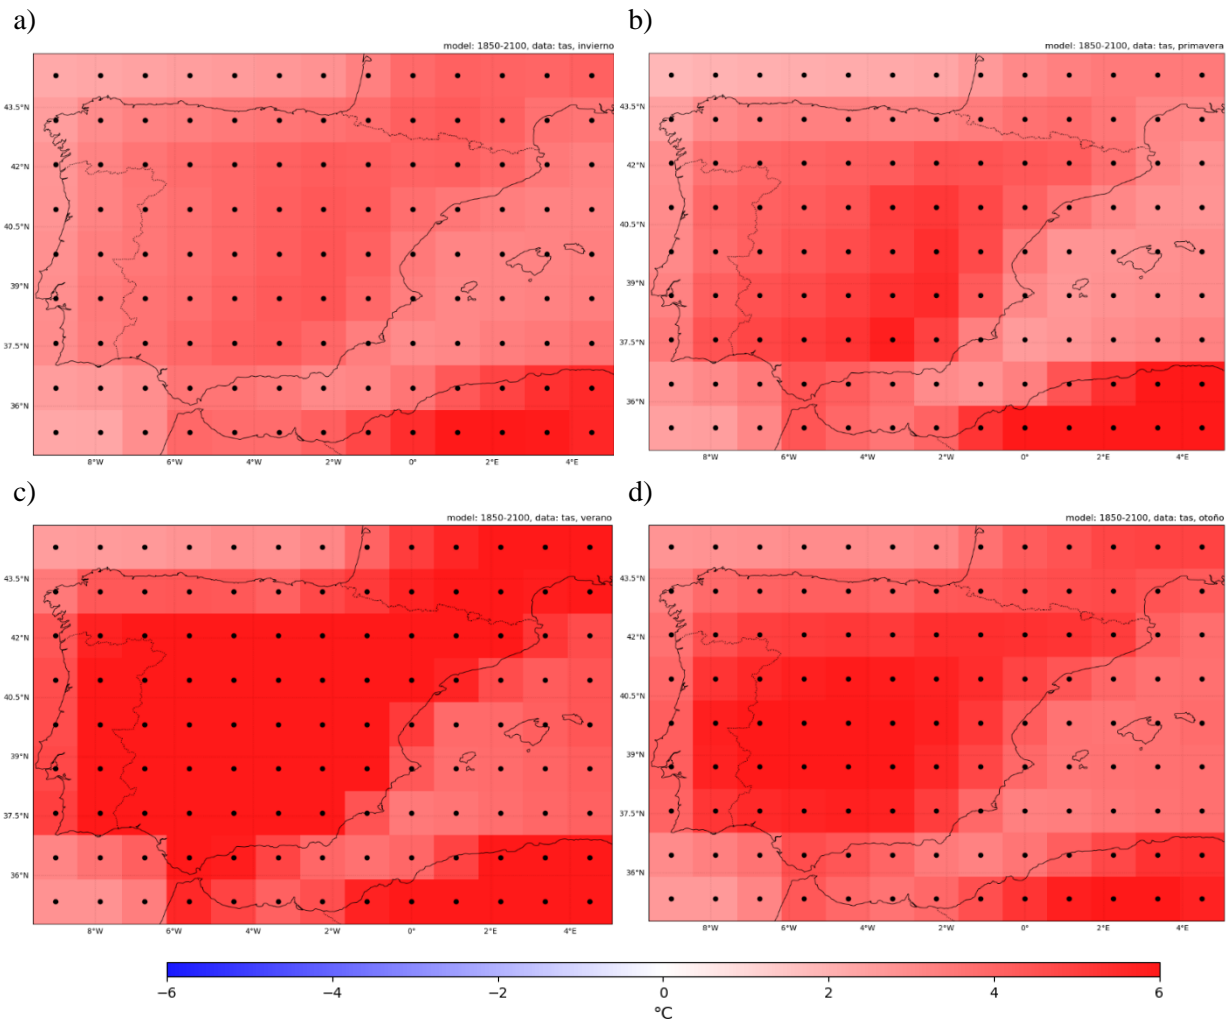 a)
b)
model: 1850-2100, data: tas, invierno
model: 1850-2100, data: tas, primavera
43.5°N
42°N
40.5°N
39°N
37.5°N
36°N
8°W 6°W 4°W 2°W 0° 2°E 4°E
43.5°N
42°N
40.5°N
39°N
37.5°N
36°N
8°W 6°W 4°W 2°W 0° 2°E 4°E
c)
d)
model: 1850-2100, data: tas, verano
model: 1850-2100, data: tas, otoño
43.5°N
42°N
40.5°N
39°N
37.5°N
36°N
8°W 6°W 4°W 2°W 0° 2°E 4°E
43.5°N
42°N
40.5°N
39°N
37.5°N
36°N
8°W 6°W 4°W 2°W 0° 2°E 4°E
−6 −4 −2 0 2 4 6
°C